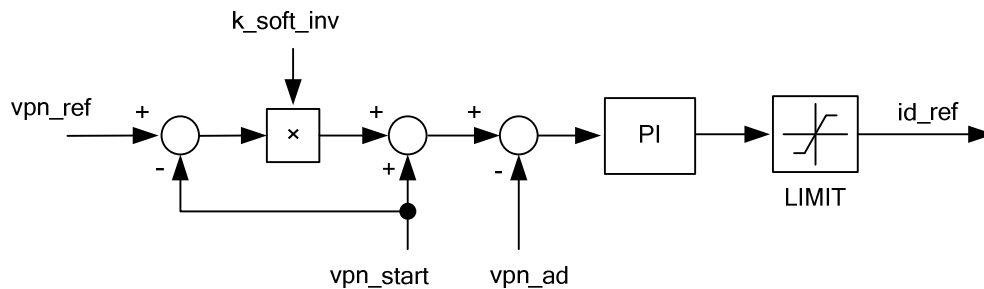 k_soft_inv
vpn_ref
+
-
×
+
+
+
-
PI
LIMIT
id_ref
vpn_start
vpn_ad